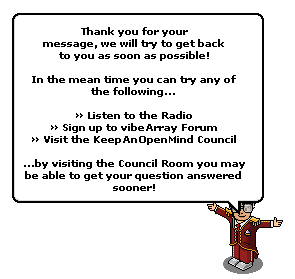 Thank you for your
message, we will try to get back
to you as soon as possible!
In the mean time you can try any of
the following...
» Listen to the Radio
» Sign up to vibeArray Forum
» Visit the KeepAnOpenMind Council
...by visiting the Council Room you may
be able to get your question answered
sooner!